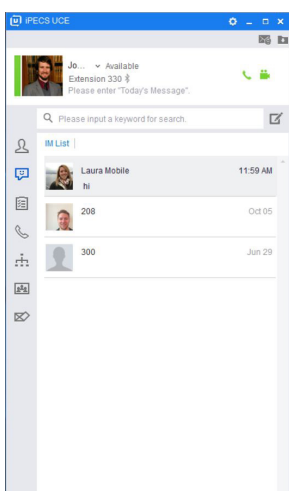 iPECS UCE
Jo... Available
Extension 330
Please enter "Today's Message".
Please input a keyword for search.
IM List
Laura Mobile 11:59 AM
hi
208 Oct 05
300 Jun 29